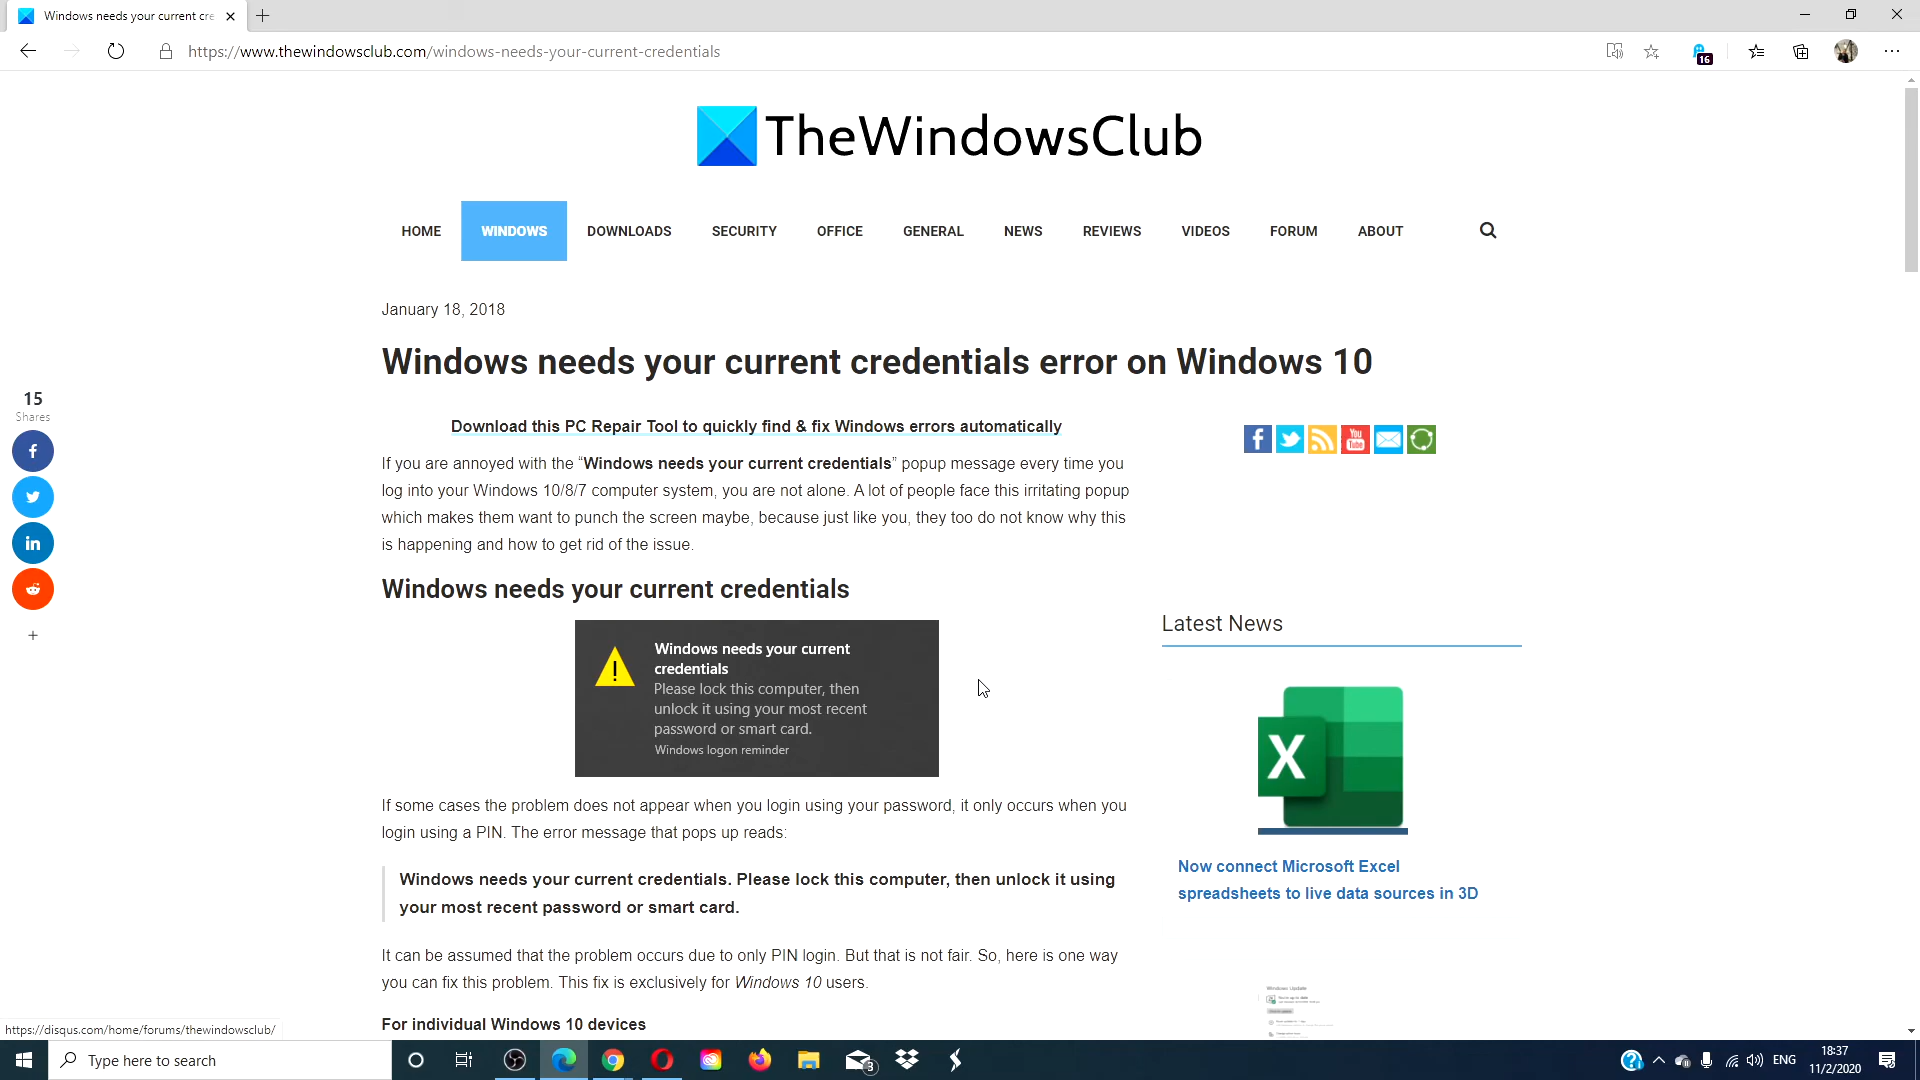 Windows needs your current cre
https://www.thewindowsclub.com/windows-needs-your-current-credentials
16
TheWindowsClub
HOME
WINDOWS
DOWNLOADS
SECURITY
OFFICE
GENERAL
NEWS
REVIEWS
VIDEOS
FORUM
ABOUT
January 18, 2018
Windows needs your current credentials error on Windows 10
15
Shares
Download this PC Repair Tool to quickly find & fix Windows errors automatically
If you are annoyed with the “Windows needs your current credentials” popup message every time you
log into your Windows 10/8/7 computer system, you are not alone. A lot of people face this irritating popup
which makes them want to punch the screen maybe, because just like you, they too do not know why this
is happening and how to get rid of the issue.
Windows needs your current credentials
Windows needs your current
credentials
Please lock this computer, then
unlock it using your most recent
password or smart card.
Windows logon reminder
If some cases the problem does not appear when you login using your password, it only occurs when you
login using a PIN. The error message that pops up reads:
Windows needs your current credentials. Please lock this computer, then unlock it using
your most recent password or smart card.
It can be assumed that the problem occurs due to only PIN login. But that is not fair. So, here is one way
you can fix this problem. This fix is exclusively for Windows 10 users.
For individual Windows 10 devices
You Tube
Latest News
X
Now connect Microsoft Excel
spreadsheets to live data sources in 3D
Windows Update
https://disqus.com/home/forums/thewindowsclub/
Type here to search
3
ENG
18:37
11/2/2020